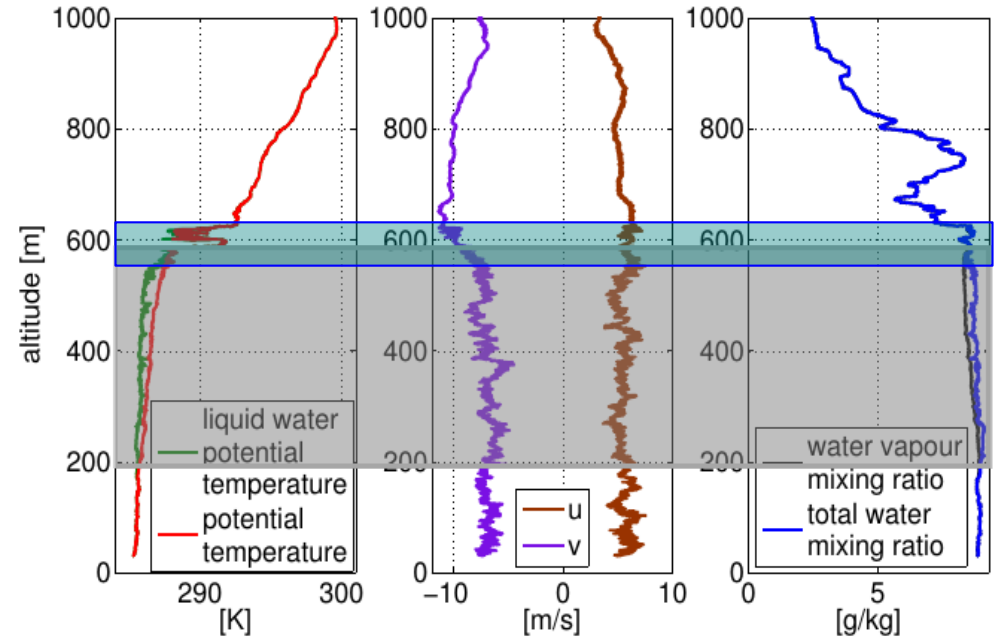 altitude [m]
1000
800
600
400
200
0
290
300
[K]
liquid water
potential
temperature
potential
temperature
1000
800
600
400
200
0
−10
0
10
[m/s]
u
v
1000
800
600
400
200
0
0
5
[g/kg]
water vapour
mixing ratio
total water
mixing ratio